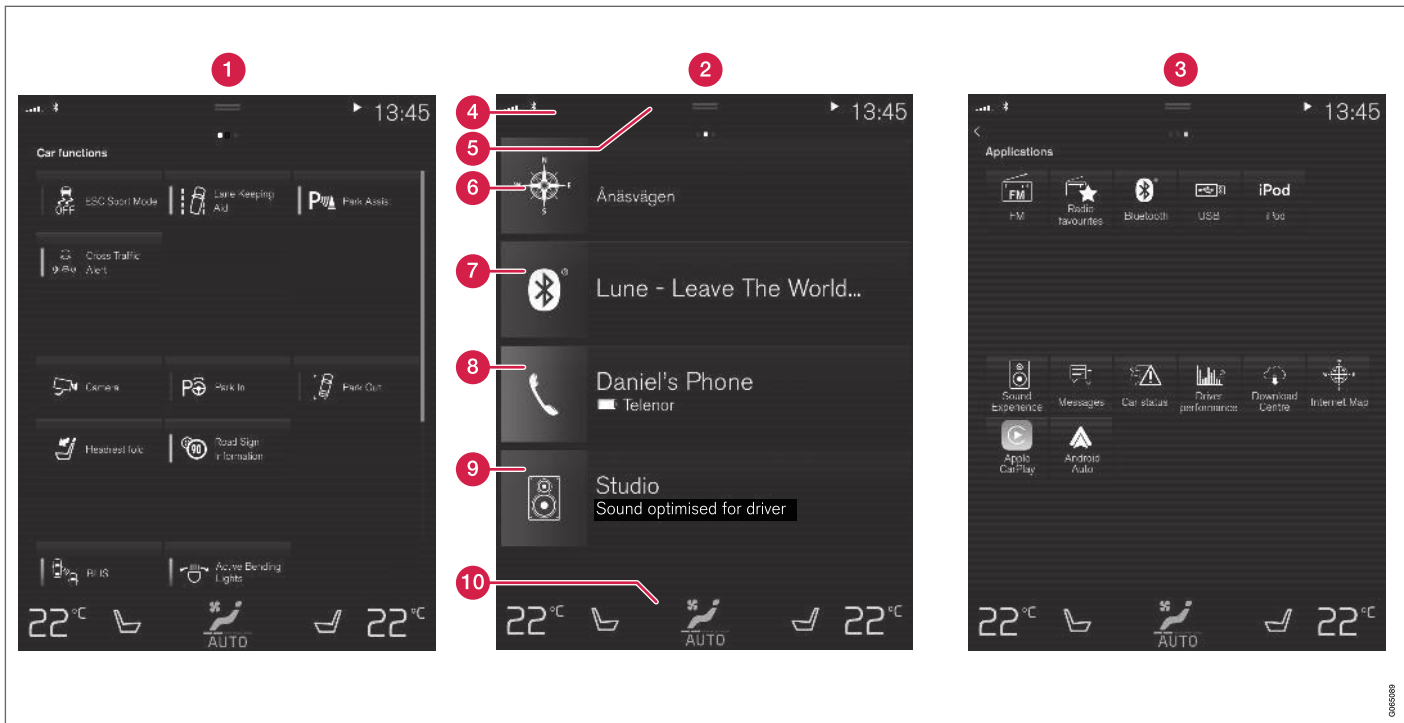 1
2
3
13:45
Car functions
ESC Sport Mode
OFF
Lane Keeping
Aid
Park Assis
Cross Traffic
Alert
Camera
Park In
Park Out
Headrest fold
90
Road Sign
Information
BLIS
Active Bending
Lights
22°C
AUTO
22°C
4
5
6
7
8
9
10
13:45
N
W
E
S
Ånäsvägen
Lune - Leave The World...
Daniel's Phone
Telenor
Studio
Sound optimised for driver
22°C
AUTO
22°C
13:45
Applications
FM
iPod
FM
Radio
favourites
Bluetooth
USB
iPod
Sound
Experience
Messages
Car status
Driver
performance
Download
Centre
Internet Map
Apple
CarPlay
Android
Auto
22°C
AUTO
22°C
G065089